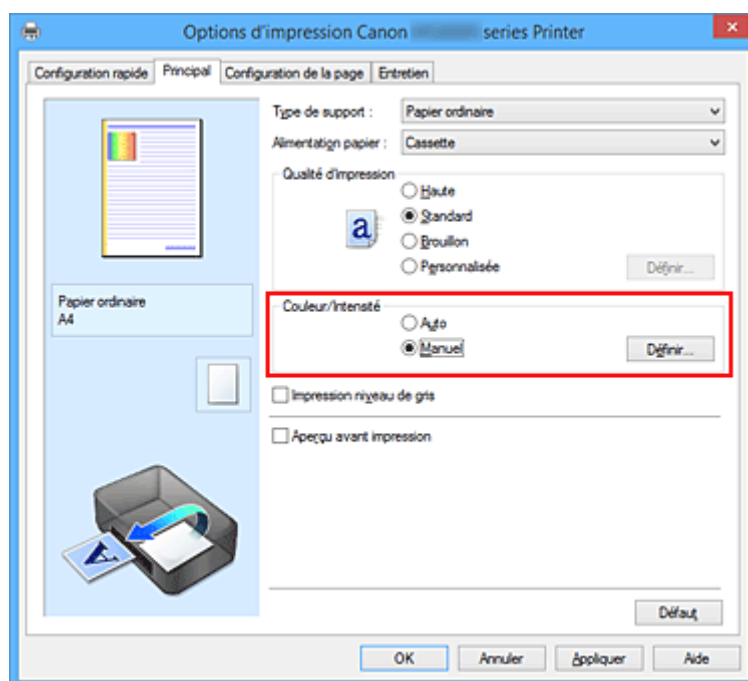 Options d'impression Canon series Printer
Configuration rapide Principal Configuration de la page Entretien
Type de support : Papier ordinaire
Alimentation papier : Cassette
Qualité d'impression
Haute
a Standard
Brouillon
Personnalisée Définir...
Papier ordinaire
A4
Couleur/Intensité
Auto
Manuel Définir...
Impression niveau de gris
Aperçu avant impression
A
Défaut
OK Annuler Appliquer Aide